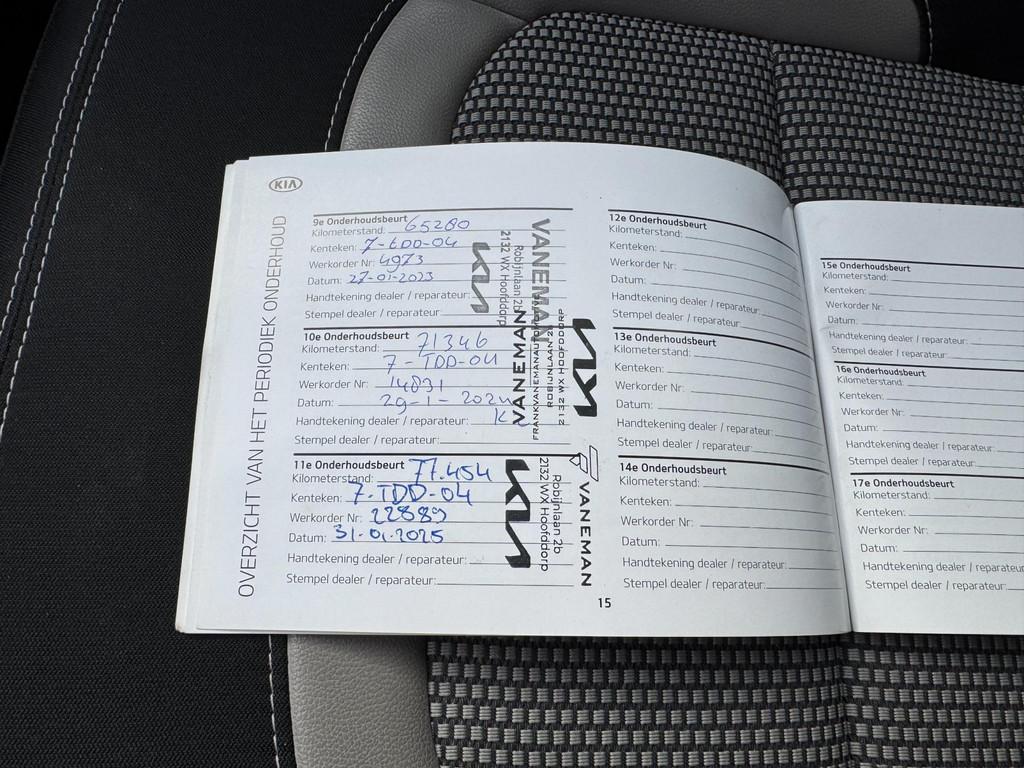 KIA
OVERZICHT VAN HET PERIODIEK ONDERHOUD
9e Onderhoudsbeurt
Kilometerstand: 65280
Kenteken: 7-TDD-04
Werkorder Nr: 4973
Datum: 27-01-2023
Handtekening dealer / reparateur:
Stempel dealer / reparateur:
VANEMAN
Robijnlaan 2b
2132 WX Hoofddorp
KIA
10e Onderhoudsbeurt
Kilometerstand: 71346
Kenteken: 7-TDD-04
Werkorder Nr: 14831
Datum: 29-1-2024
Handtekening dealer / reparateur:
Stempel dealer / reparateur:
VANEMAN
ROBIJNLAAN 2
2132 WX HOOFDDORP
KIA
11e Onderhoudsbeurt
Kilometerstand: 77.454
Kenteken: 7-TDD-04
Werkorder Nr: 22889
Datum: 31-01-2025
Handtekening dealer / reparateur:
Stempel dealer / reparateur:
KIA
Robijnlaan 2b
2132 WX Hoofddorp
VANEMAN
12e Onderhoudsbeurt
Kilometerstand:
Kenteken:
Werkorder Nr:
Datum:
Handtekening dealer / reparateur:
Stempel dealer / reparateur:
13e Onderhoudsbeurt
Kilometerstand:
Kenteken:
Werkorder Nr:
Datum:
Handtekening dealer / reparateur:
Stempel dealer / reparateur:
14e Onderhoudsbeurt
Kilometerstand:
Kenteken:
Werkorder Nr:
Datum:
Handtekening dealer / reparateur:
Stempel dealer / reparateur:
15
15e Onderhoudsbeurt
Kilometerstand:
Kenteken:
Werkorder Nr:
Datum:
Handtekening dealer / reparateur:
Stempel dealer / reparateur:
16e Onderhoudsbeurt
Kilometerstand:
Kenteken:
Werkorder Nr:
Datum:
Handtekening dealer / reparateur:
Stempel dealer / reparateur:
17e Onderhoudsbeurt
Kilometerstand:
Kenteken:
Werkorder Nr:
Datum:
Handtekening dealer / reparateur:
Stempel dealer / reparateur: